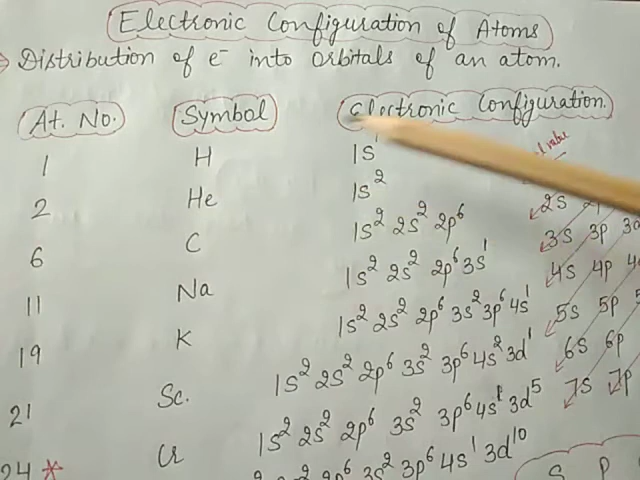 Electronic Configuration of Atoms
Distribution of e⁻ into orbitals of an atom.
At. No. Symbol Electronic Configuration.
1 H 1s¹
2 He 1s²
6 C 1s² 2s² 2p⁶
11 Na 1s² 2s² 2p⁶ 3s¹
19 K 1s² 2s² 2p⁶ 3s² 3p⁶ 4s¹
21 Sc. 1s² 2s² 2p⁶ 3s² 3p⁶ 4s² 3d¹
24 * Cr 1s² 2s² 2p⁶ 3s² 3p⁶ 4s¹ 3d⁵
2p⁶ 3s² 3p⁶ 4s¹ 3d¹⁰
2s
3s 3p 3d
4s 4p
5s 5p
6s 6p
7s 7p
S P